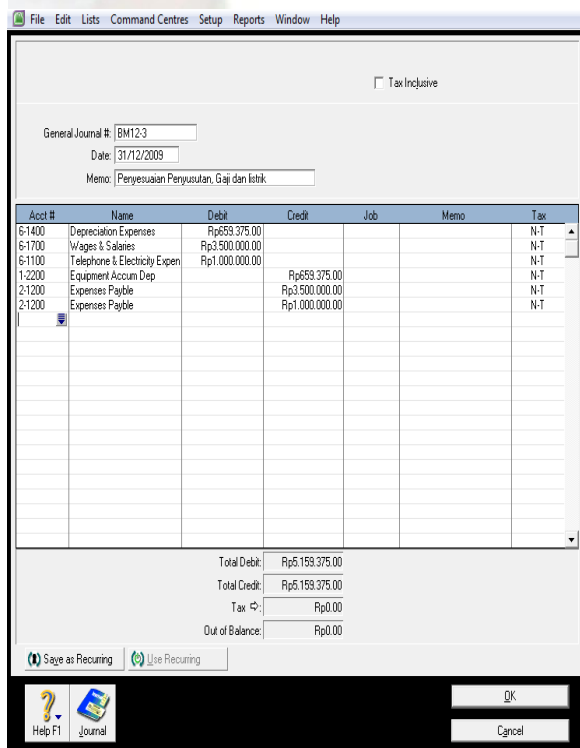 File Edit Lists Command Centres Setup Reports Window Help
Tax Inclusive
General Journal #: BM12-3
Date: 31/12/2009
Memo: Penyesuaian Penyusutan, Gaji dan listrik
Acct # Name Debit Credit Job Memo Tax
6-1400 Depreciation Expenses Rp659.375.00 N-T
6-1700 Wages & Salaries Rp3.500.000.00 N-T
6-1100 Telephone & Electricity Expen Rp1.000.000.00 N-T
1-2200 Equipment Accum Dep Rp659.375.00 N-T
2-1200 Expenses Payble Rp3.500.000.00 N-T
2-1200 Expenses Payble Rp1.000.000.00 N-T
Total Debit: Rp5.159.375.00
Total Credit: Rp5.159.375.00
Tax ⇨: Rp0.00
Out of Balance: Rp0.00
Save as Recurring Use Recurring
Help F1 Journal OK
Cancel